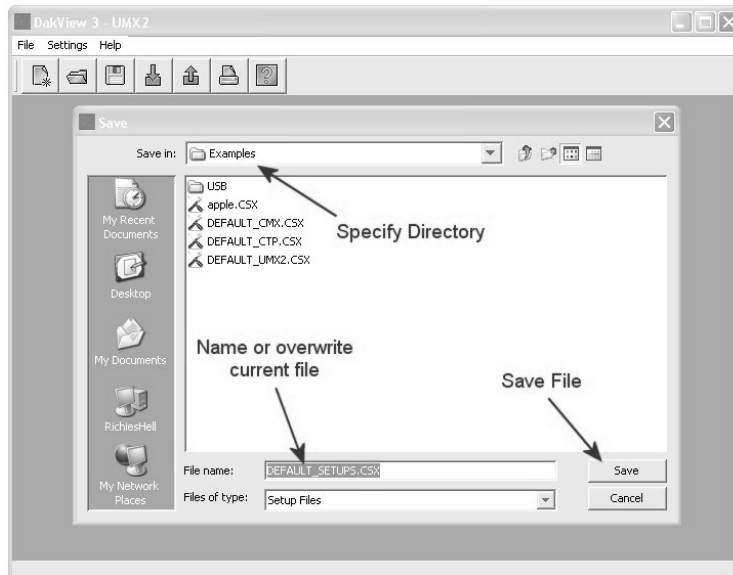 DakView 3 - UMX2
File Settings Help
Save
Save in: Examples
USB
apple.CSX
DEFAULT_CMX.CSX
DEFAULT_CTP.CSX
DEFAULT_UMX2.CSX
Specify Directory
My Recent
Documents
Desktop
My Documents
RichiesHell
My Network
Places
Name or overwrite
current file
Save File
File name: DEFAULT_SETUPS.CSX Save
Files of type: Setup Files Cancel